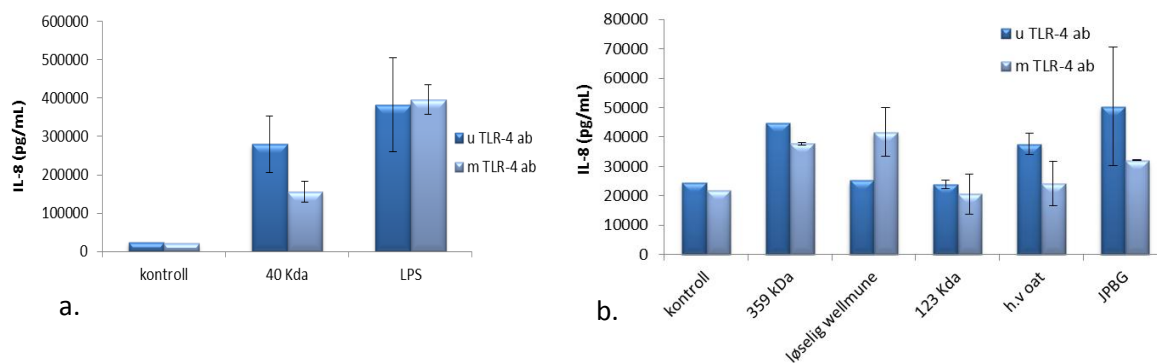 IL-8 (pg/mL)
600000
500000
400000
300000
200000
100000
0
kontroll
40 Kda
LPS
u TLR-4 ab
m TLR-4 ab
a.
IL-8 (pg/mL)
80000
70000
60000
50000
40000
30000
20000
10000
0
kontroll
359 kDa
løselig wellmune
123 Kda
h.v oat
JPBG
u TLR-4 ab
m TLR-4 ab
b.